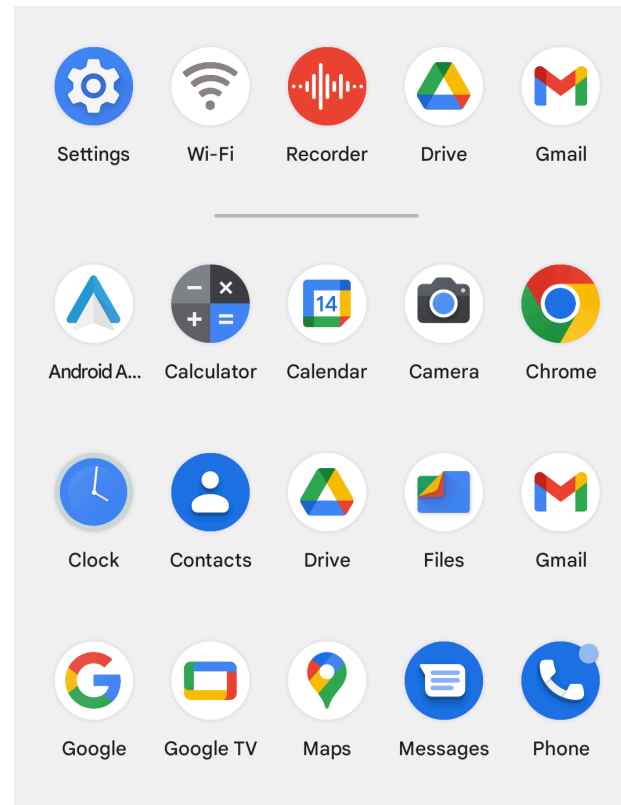 Settings Wi-Fi Recorder Drive Gmail
14
Android A... Calculator Calendar Camera Chrome
Clock Contacts Drive Files Gmail
Google Google TV Maps Messages Phone